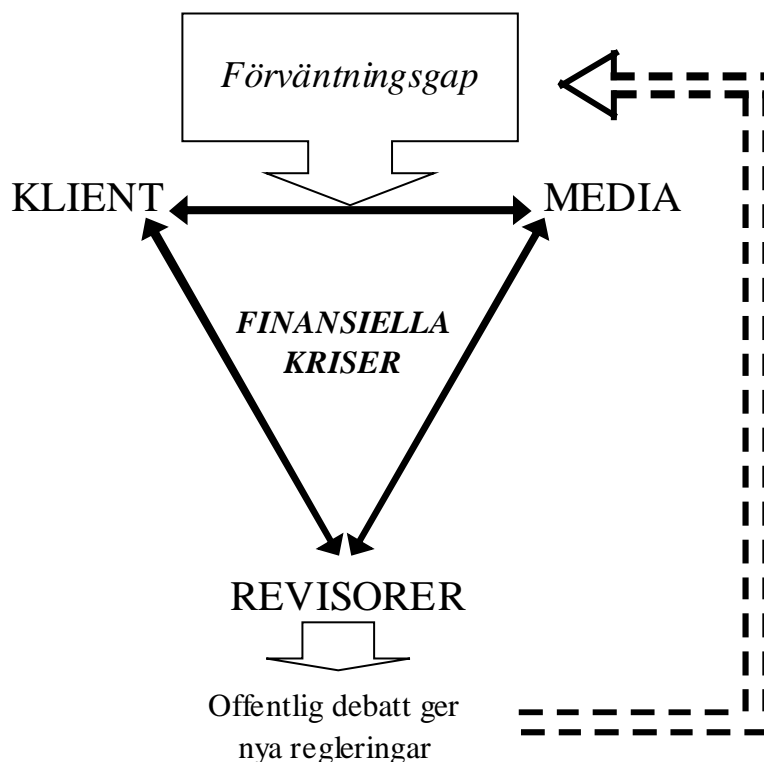 Förväntningsgap
KLIENT
MEDIA
FINANSIELLA
KRISER
REVISORER
Offentlig debatt ger
nya regleringar